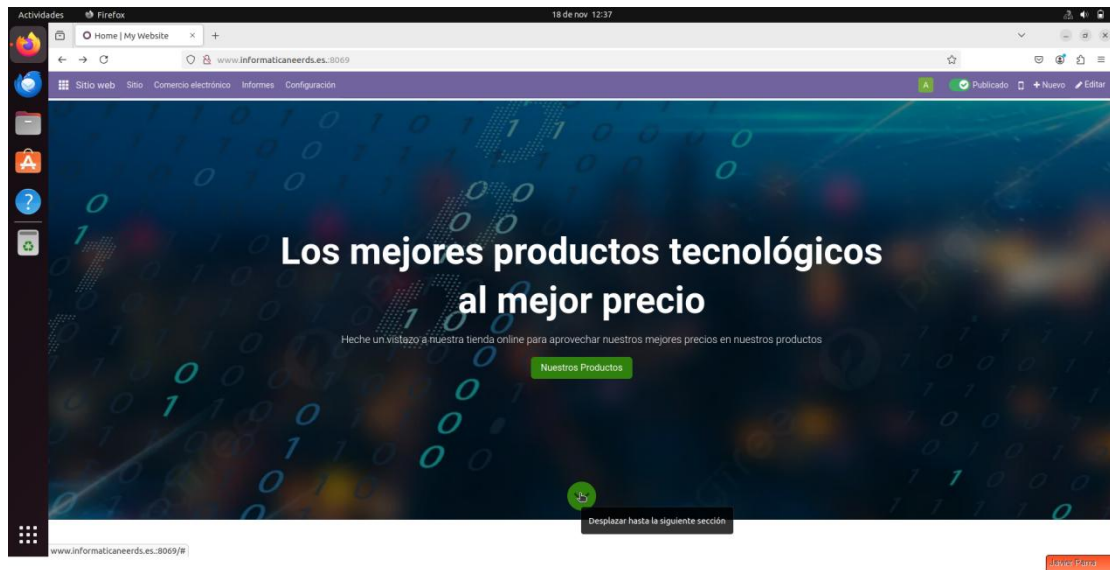 Actividades Firefox 18 de nov 12:37
Home | My Website
www.informaticaneerds.es.:8069
Sitio web Sitio Comercio electrónico Informes Configuración A Publicado +Nuevo Editar
Los mejores productos tecnológicos
al mejor precio
Heche un vistazo a nuestra tienda online para aprovechar nuestros mejores precios en nuestros productos
Nuestros Productos
Desplazar hasta la siguiente sección
www.informaticaneerds.es.:8069/#
Javier Parra